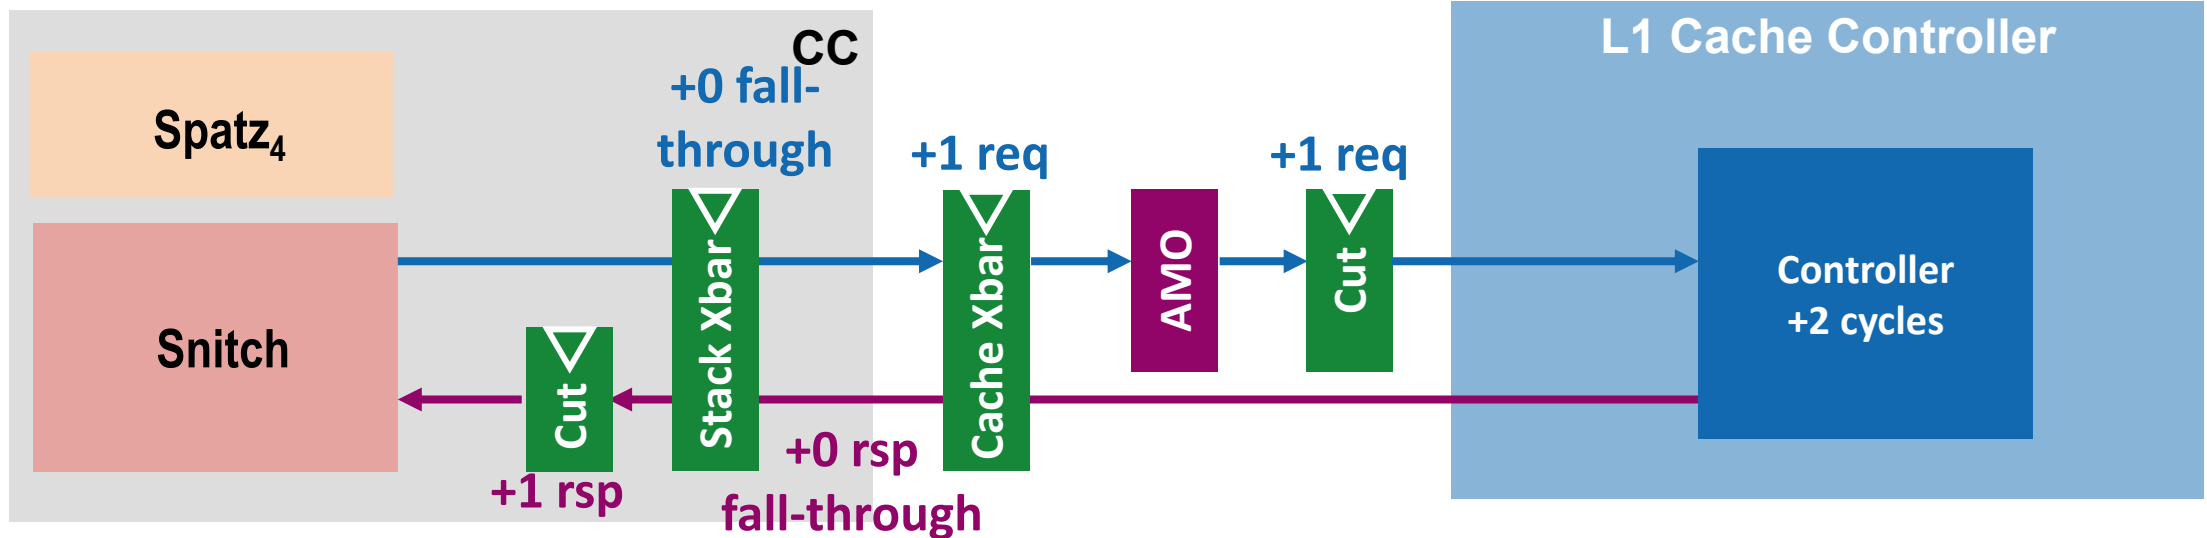 CC
L1 Cache Controller
Spatz4
+0 fall-
through
+1 req
+1 req
Stack Xbar
Cache Xbar
AMO
Cut
Controller
+2 cycles
Snitch
Cut
+1 rsp
+0 rsp
fall-through